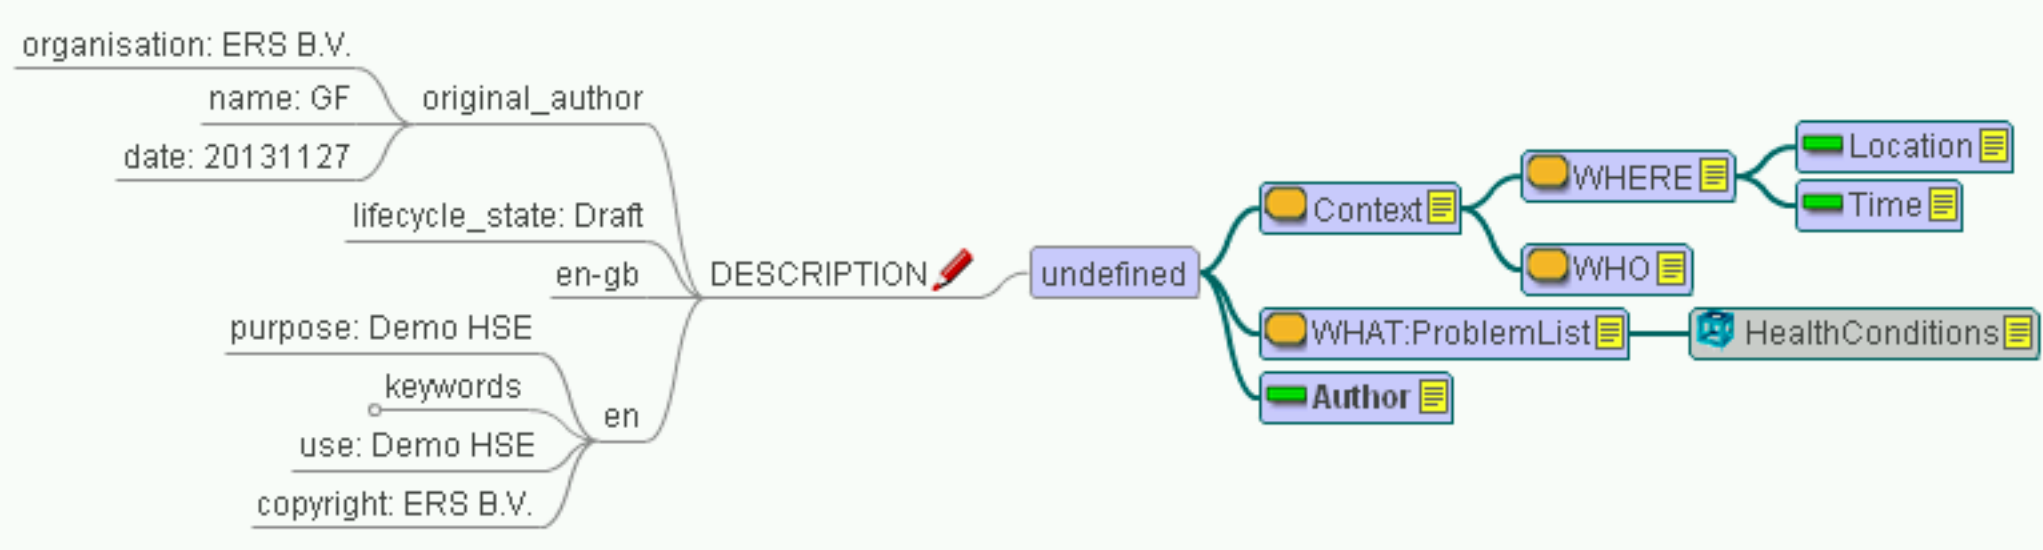 organisation: ERS B.V.
name: GF
original_author
date: 20131127
lifecycle_state: Draft
en-gb
DESCRIPTION
purpose: Demo HSE
keywords
en
use: Demo HSE
copyright: ERS B.V.
undefined
Context
WHERE
Location
Time
WHO
WHAT:ProblemList
HealthConditions
Author